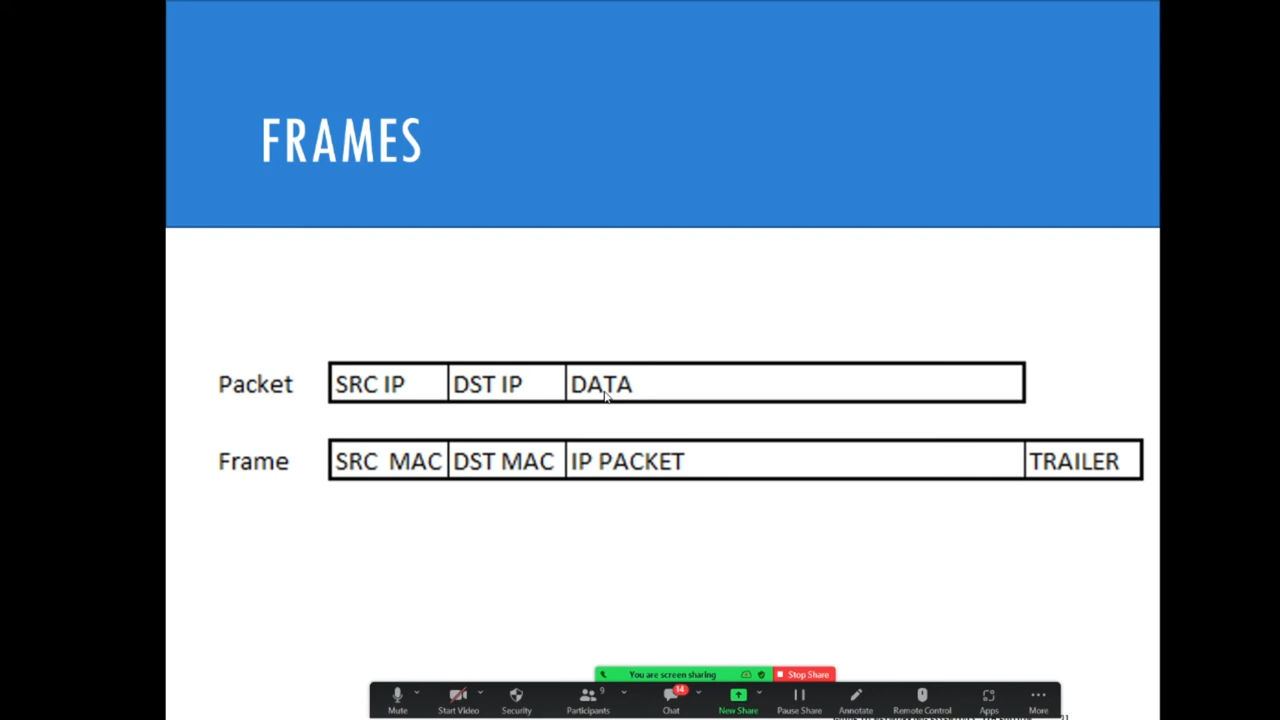 FRAMES
Packet SRC IP DST IP DATA
Frame SRC MAC DST MAC IP PACKET TRAILER
You are screen sharing Stop Share
9 14
Mute Start Video Security Participants Chat New Share Pause Share Annotate Remote Control Apps More